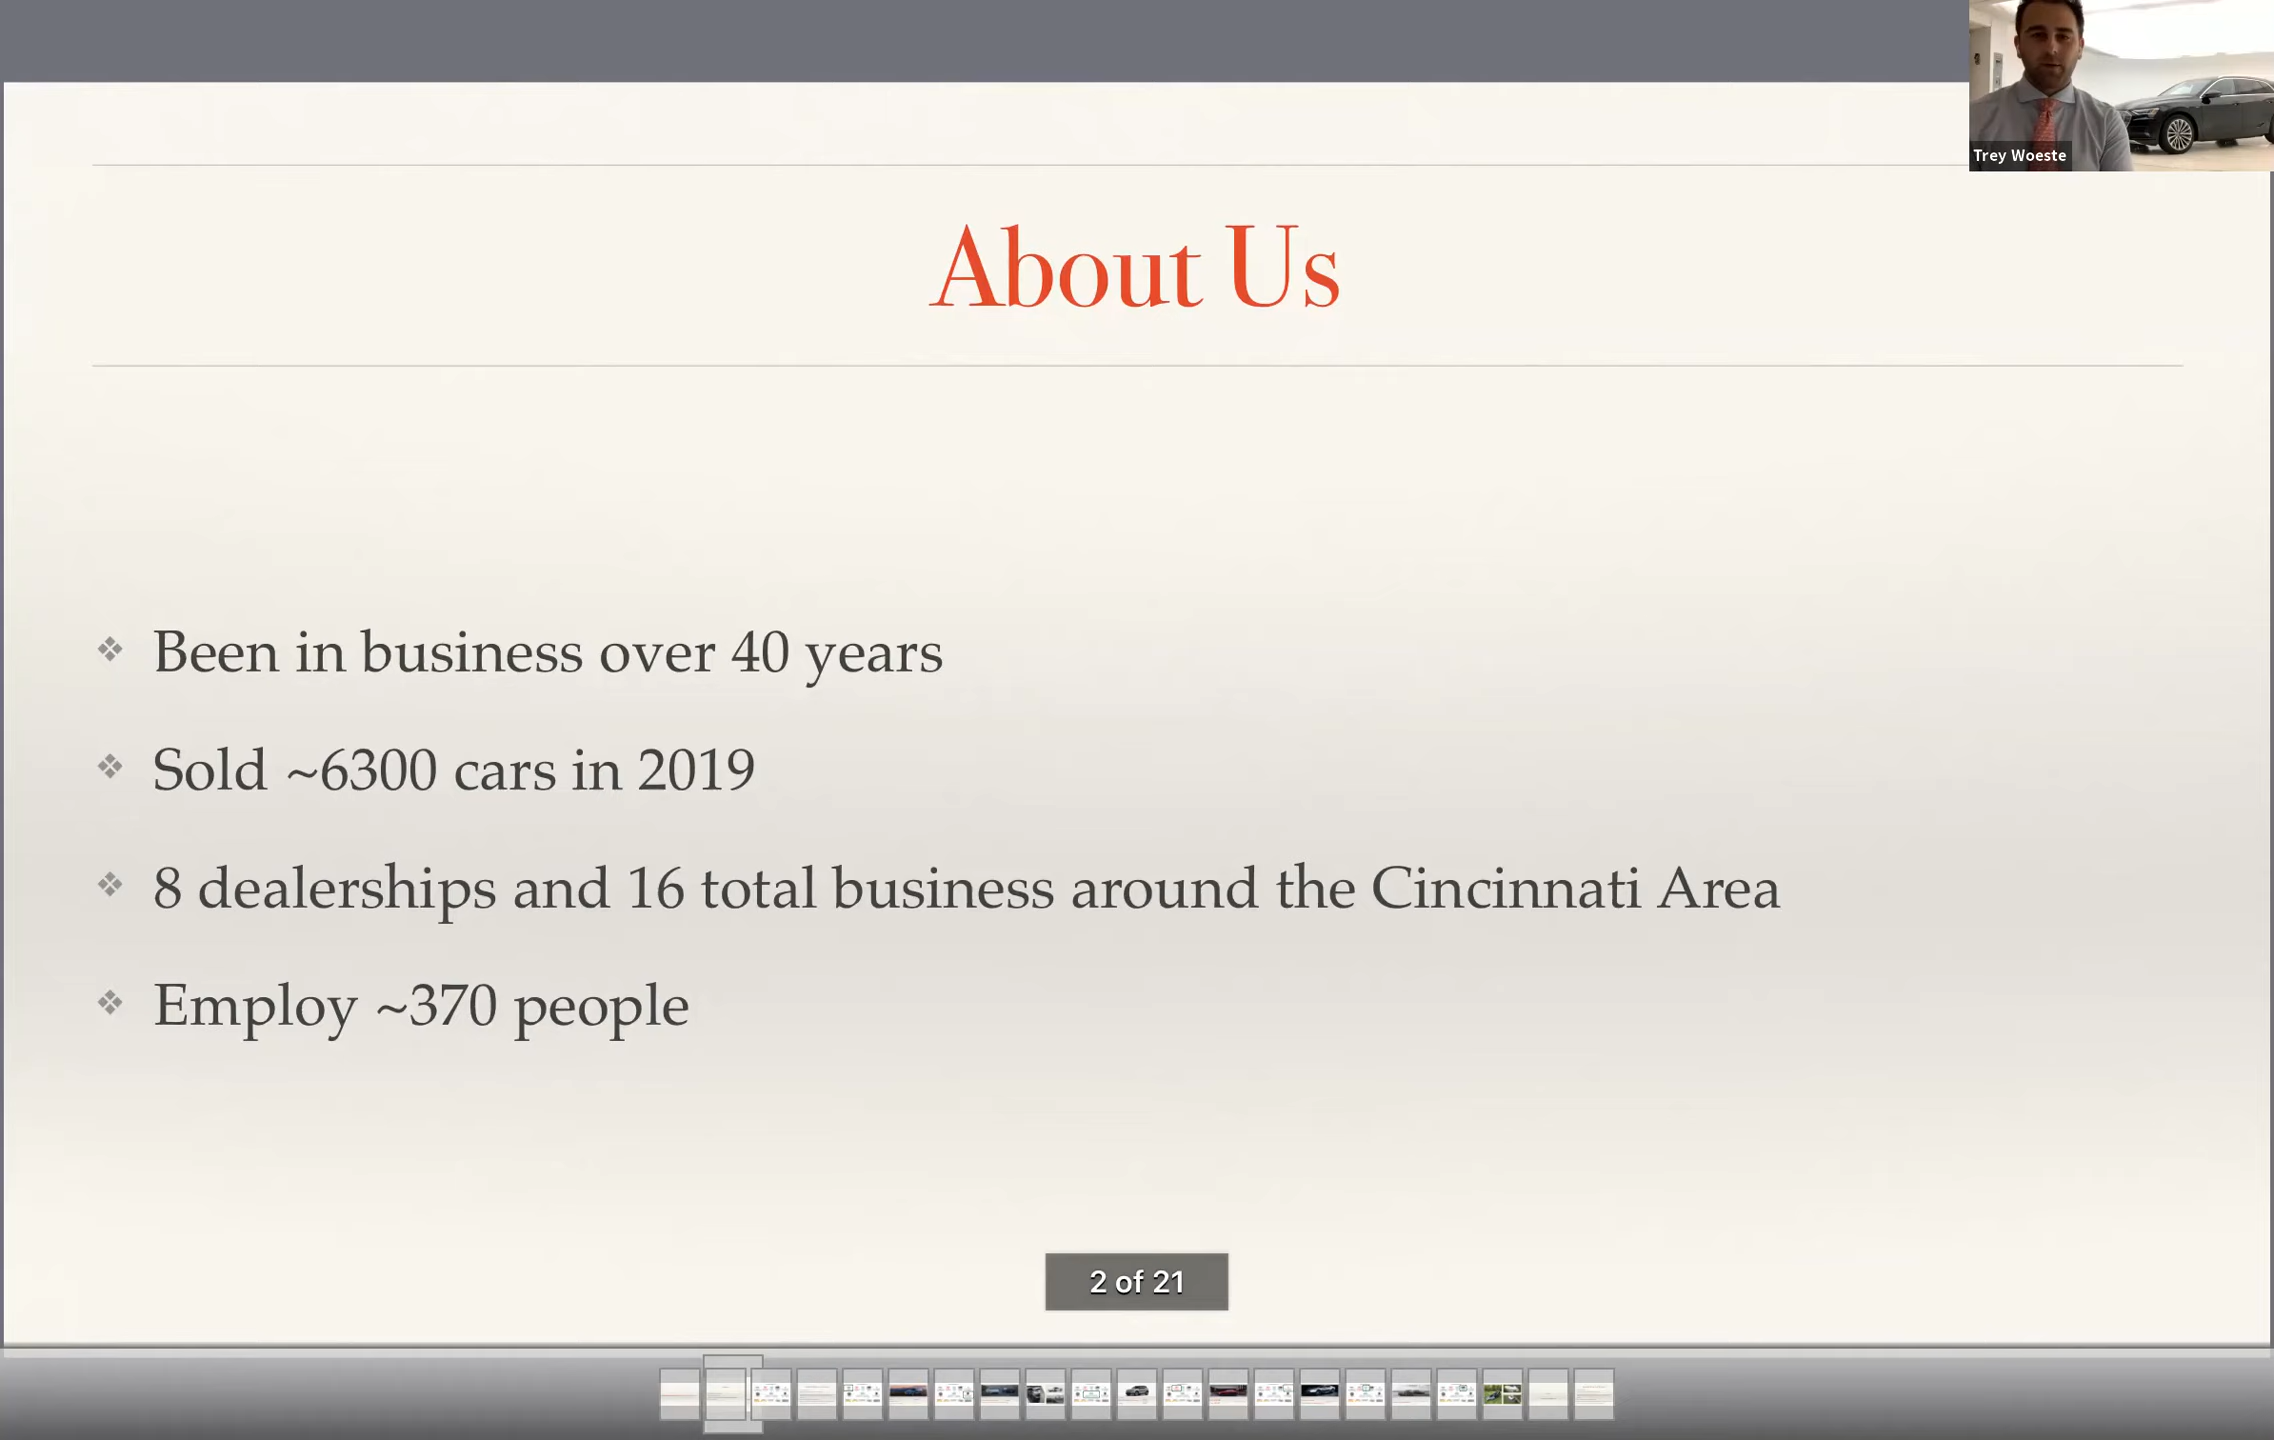 Trey Woeste
About Us
❖ Been in business over 40 years
❖ Sold ~6300 cars in 2019
❖ 8 dealerships and 16 total business around the Cincinnati Area
❖ Employ ~370 people
2 of 21